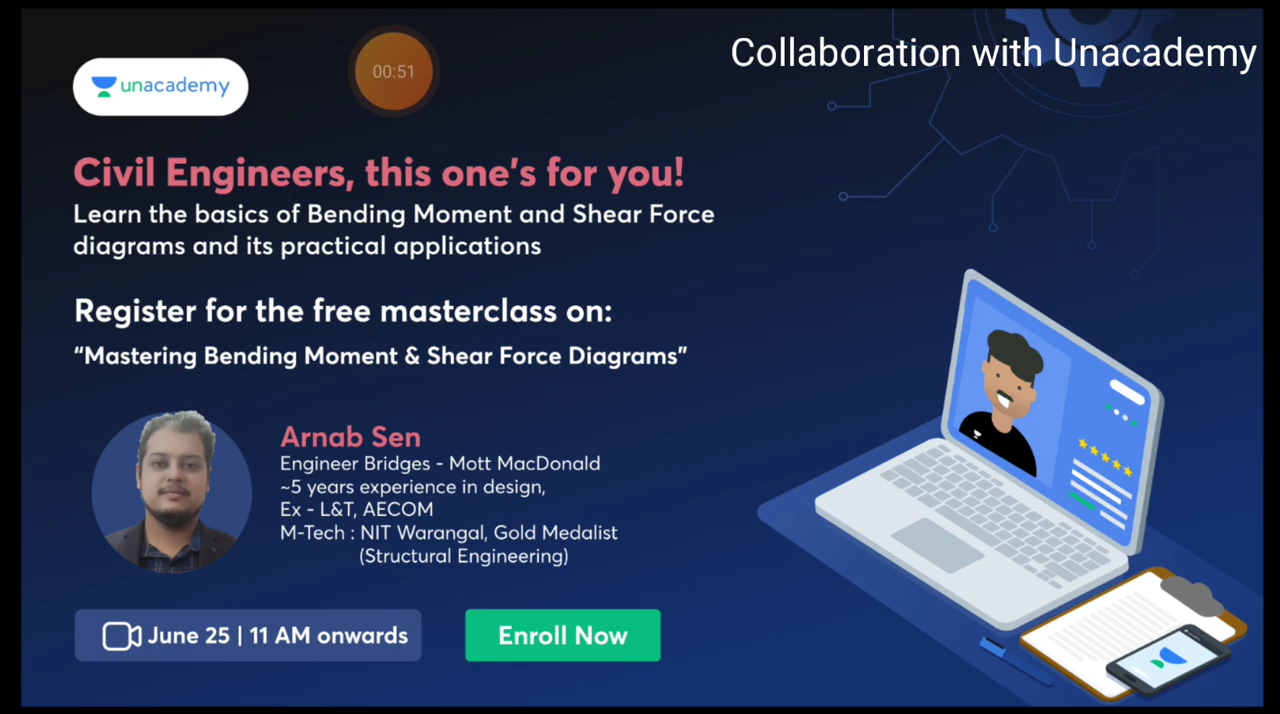 Collaboration with Unacademy
unacademy
00:51
Civil Engineers, this one's for you!
Learn the basics of Bending Moment and Shear Force
diagrams and its practical applications
Register for the free masterclass on:
“Mastering Bending Moment & Shear Force Diagrams”
Arnab Sen
Engineer Bridges - Mott MacDonald
~5 years experience in design,
Ex - L&T, AECOM
M-Tech : NIT Warangal, Gold Medalist
(Structural Engineering)
June 25 | 11 AM onwards
Enroll Now